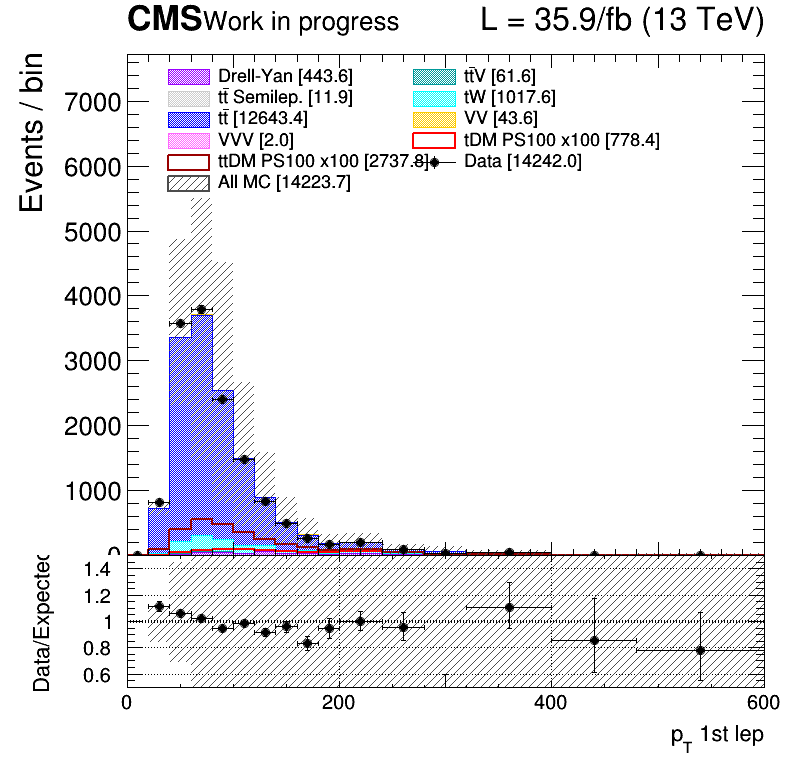 CMS Work in progress L = 35.9/fb (13 TeV)
Events / bin
Drell-Yan [443.6]
tt̄V [61.6]
tt̄ Semilep. [11.9]
tW [1017.6]
tt̄ [12643.4]
VV [43.6]
VVV [2.0]
tDM PS100 x100 [778.4]
ttDM PS100 x100 [2737.8]
Data [14242.0]
All MC [14223.7]
7000
6000
5000
4000
3000
2000
1000
0
Data/Expected
1.4
1.2
1
0.8
0.6
0 200 400 600
p_T 1st lep